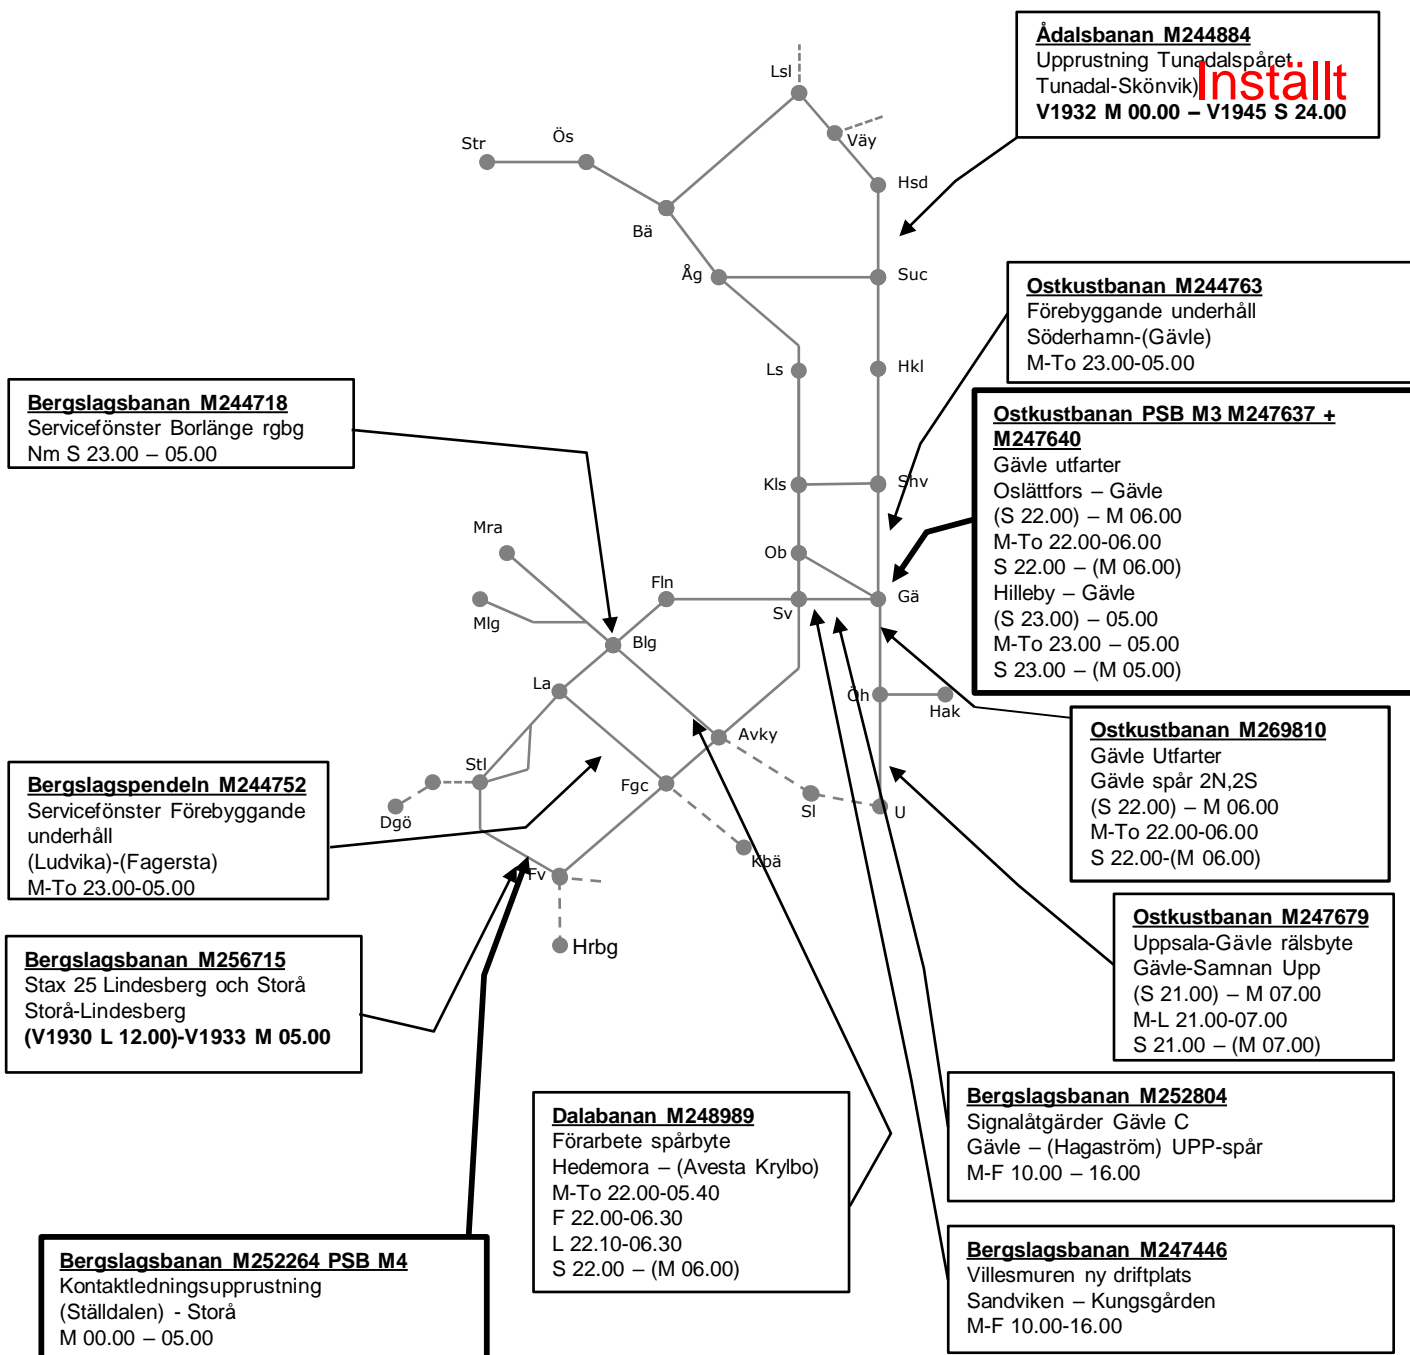 Ådalsbanan M244884
Upprustning Tunadalspåret
Tunadal-Skönvik)
V1932 M 00.00 – V1945 S 24.00
Inställt
Lsl
Väy
Str
Ös
Hsd
Bä
Åg
Suc
Ostkustbanan M244763
Förebyggande underhåll
Söderhamn-(Gävle)
M-To 23.00-05.00
Ls
Hkl
Bergslagsbanan M244718
Servicefönster Borlänge rgbg
Nm S 23.00 – 05.00
Ostkustbanan PSB M3 M247637 +
M247640
Gävle utfarter
Oslättfors – Gävle
(S 22.00) – M 06.00
M-To 22.00-06.00
S 22.00 – (M 06.00)
Hilleby – Gävle
(S 23.00) – 05.00
M-To 23.00 – 05.00
S 23.00 – (M 05.00)
Kls
Shv
Mra
Ob
Fln
Mlg
Sv
Gä
Blg
La
Öh
Hak
Avky
Stl
Fgc
Dgö
Sl
U
Kbä
Fv
Hrbg
Ostkustbanan M269810
Gävle Utfarter
Gävle spår 2N,2S
(S 22.00) – M 06.00
M-To 22.00-06.00
S 22.00-(M 06.00)
Bergslagspendeln M244752
Servicefönster Förebyggande
underhåll
(Ludvika)-(Fagersta)
M-To 23.00-05.00
Ostkustbanan M247679
Uppsala-Gävle rälsbyte
Gävle-Samnan Upp
(S 21.00) – M 07.00
M-L 21.00-07.00
S 21.00 – (M 07.00)
Bergslagsbanan M256715
Stax 25 Lindesberg och Storå
Storå-Lindesberg
(V1930 L 12.00)-V1933 M 05.00
Dalabanan M248989
Förarbete spårbyte
Hedemora – (Avesta Krylbo)
M-To 22.00-05.40
F 22.00-06.30
L 22.10-06.30
S 22.00 – (M 06.00)
Bergslagsbanan M252804
Signalåtgärder Gävle C
Gävle – (Hagaström) UPP-spår
M-F 10.00 – 16.00
Bergslagsbanan M252264 PSB M4
Kontaktledningsupprustning
(Ställdalen) - Storå
M 00.00 – 05.00
Bergslagsbanan M247446
Villesmuren ny driftplats
Sandviken – Kungsgården
M-F 10.00-16.00